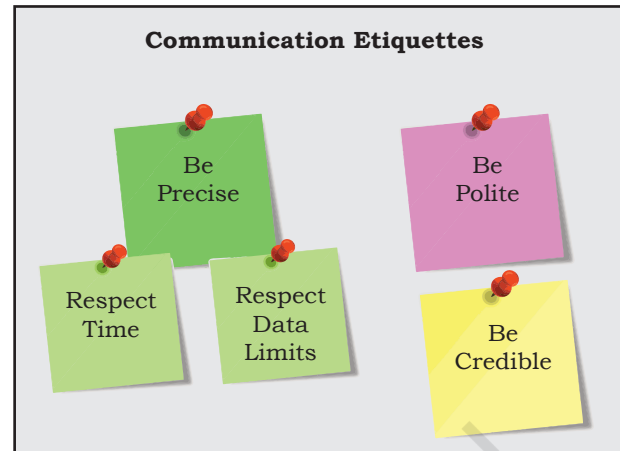 Communication Etiquettes
Be
Precise
Respect
Time
Respect
Data
Limits
Be
Polite
Be
Credible